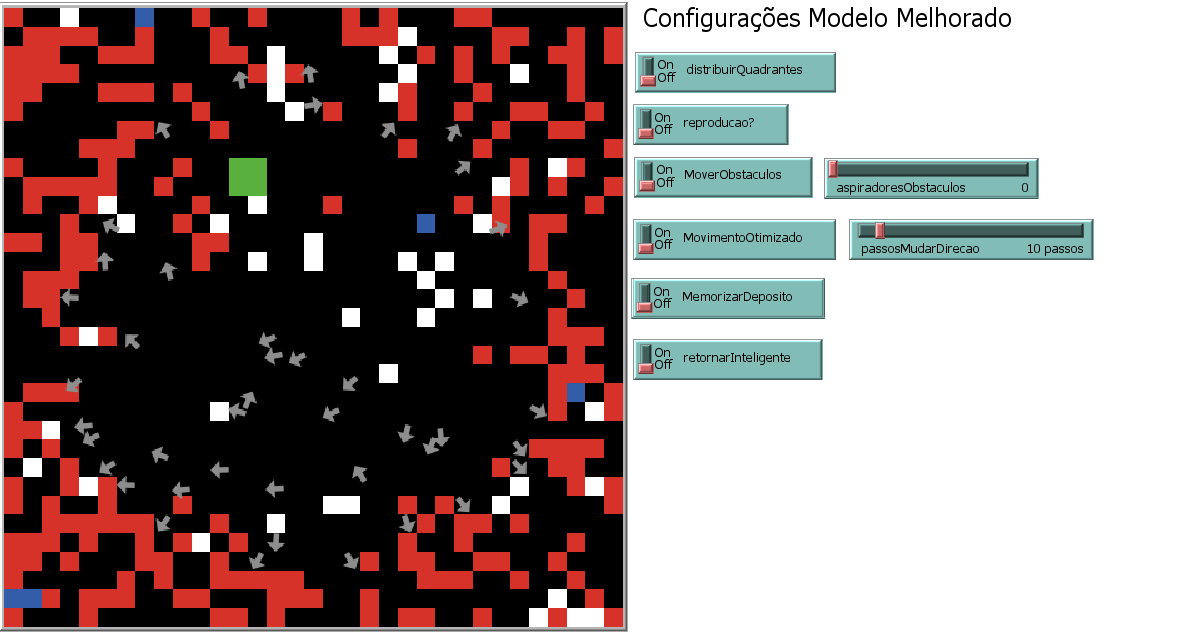 Configurações Modelo Melhorado
On
Off
distribuirQuadrantes
On
Off
reproducao?
On
Off
MoverObstaculos
aspiradoresObstaculos 0
On
Off
MovimentoOtimizado
passosMudarDirecao 10 passos
On
Off
MemorizarDeposito
On
Off
retornarInteligente